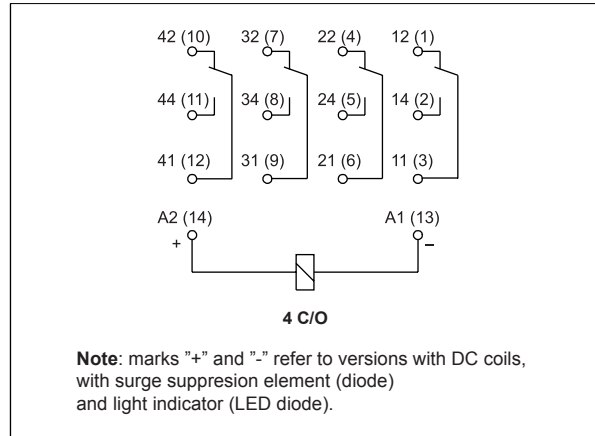 42 (10) 32 (7) 22 (4) 12 (1)
44 (11) 34 (8) 24 (5) 14 (2)
41 (12) 31 (9) 21 (6) 11 (3)
A2 (14) A1 (13)
+ –
4 C/O
Note: marks ”+” and ”-” refer to versions with DC coils,
with surge suppresion element (diode)
and light indicator (LED diode).